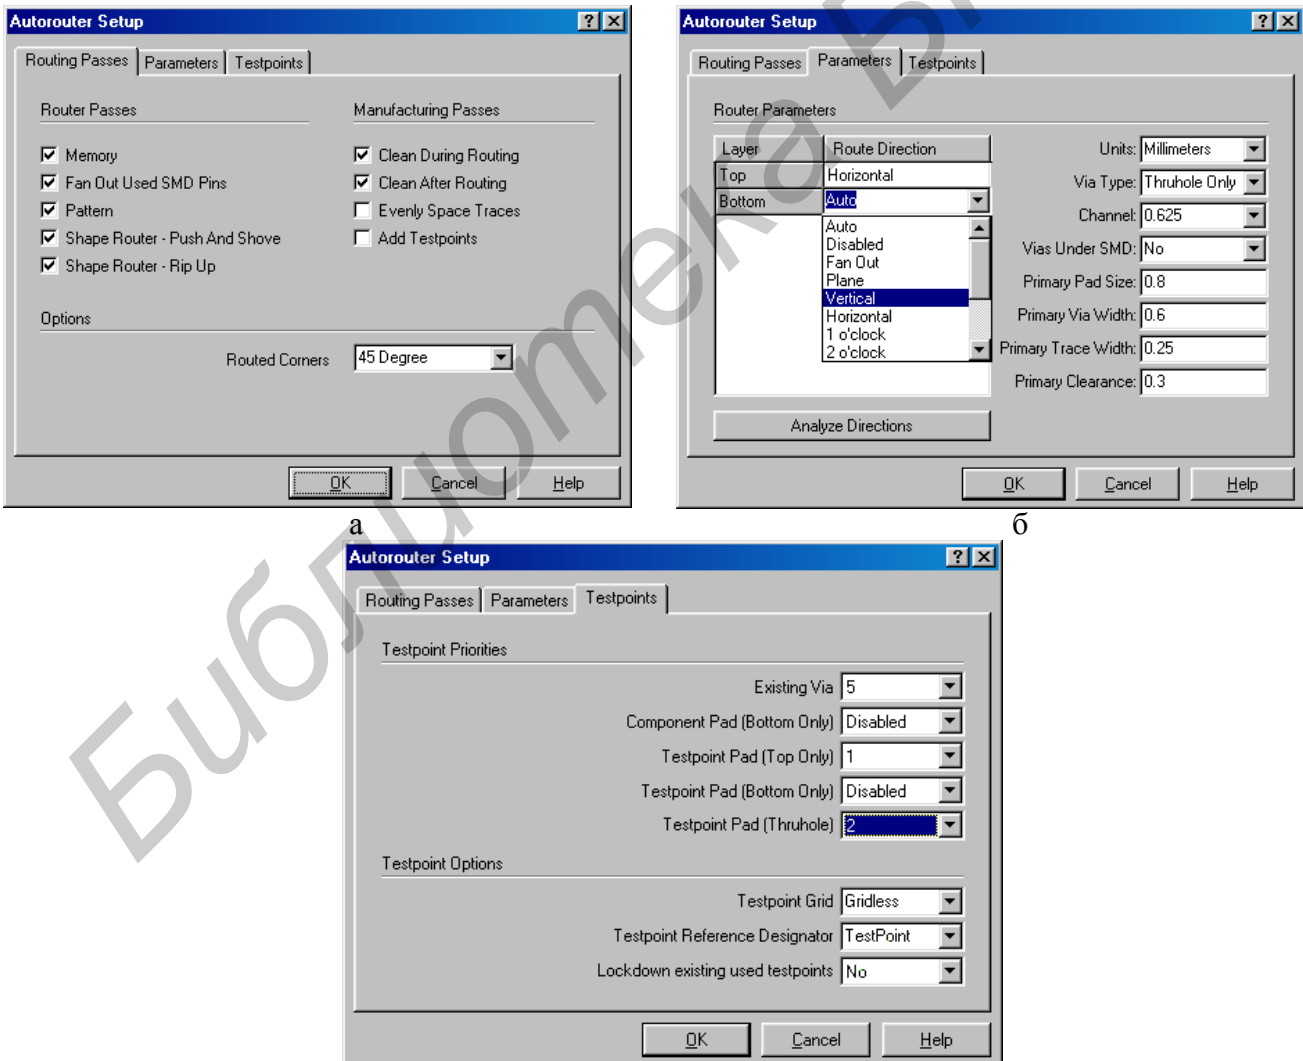 Autorouter Setup
Routing Passes Parameters Testpoints
Router Passes
Memory
Fan Out Used SMD Pins
Pattern
Shape Router - Push And Shove
Shape Router - Rip Up
Manufacturing Passes
Clean During Routing
Clean After Routing
Evenly Space Traces
Add Testpoints
Options
Routed Corners 45 Degree
OK Cancel Help
а
Autorouter Setup
Routing Passes Parameters Testpoints
Router Parameters
Layer Route Direction
Top Horizontal
Bottom Auto
Auto
Disabled
Fan Out
Plane
Vertical
Horizontal
1 o'clock
2 o'clock
Analyze Directions
Units: Millimeters
Via Type: Thruhole Only
Channel: 0.625
Vias Under SMD: No
Primary Pad Size: 0.8
Primary Via Width: 0.6
Primary Trace Width: 0.25
Primary Clearance: 0.3
OK Cancel Help
б
Autorouter Setup
Routing Passes Parameters Testpoints
Testpoint Priorities
Existing Via 5
Component Pad (Bottom Only) Disabled
Testpoint Pad (Top Only) 1
Testpoint Pad (Bottom Only) Disabled
Testpoint Pad (Thruhole) 2
Testpoint Options
Testpoint Grid Gridless
Testpoint Reference Designator TestPoint
Lockdown existing used testpoints No
OK Cancel Help
Библиотека